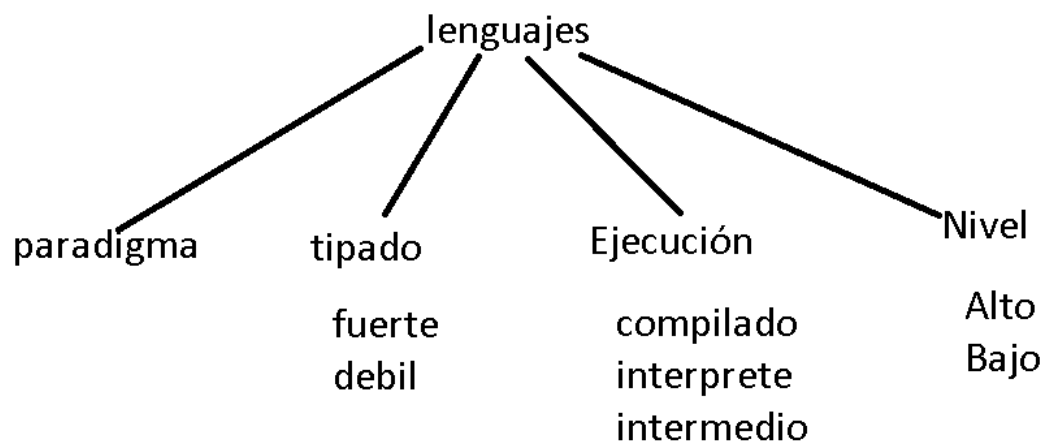 lenguajes
paradigma
tipado
fuerte
debil
Ejecución
compilado
interprete
intermedio
Nivel
Alto
Bajo